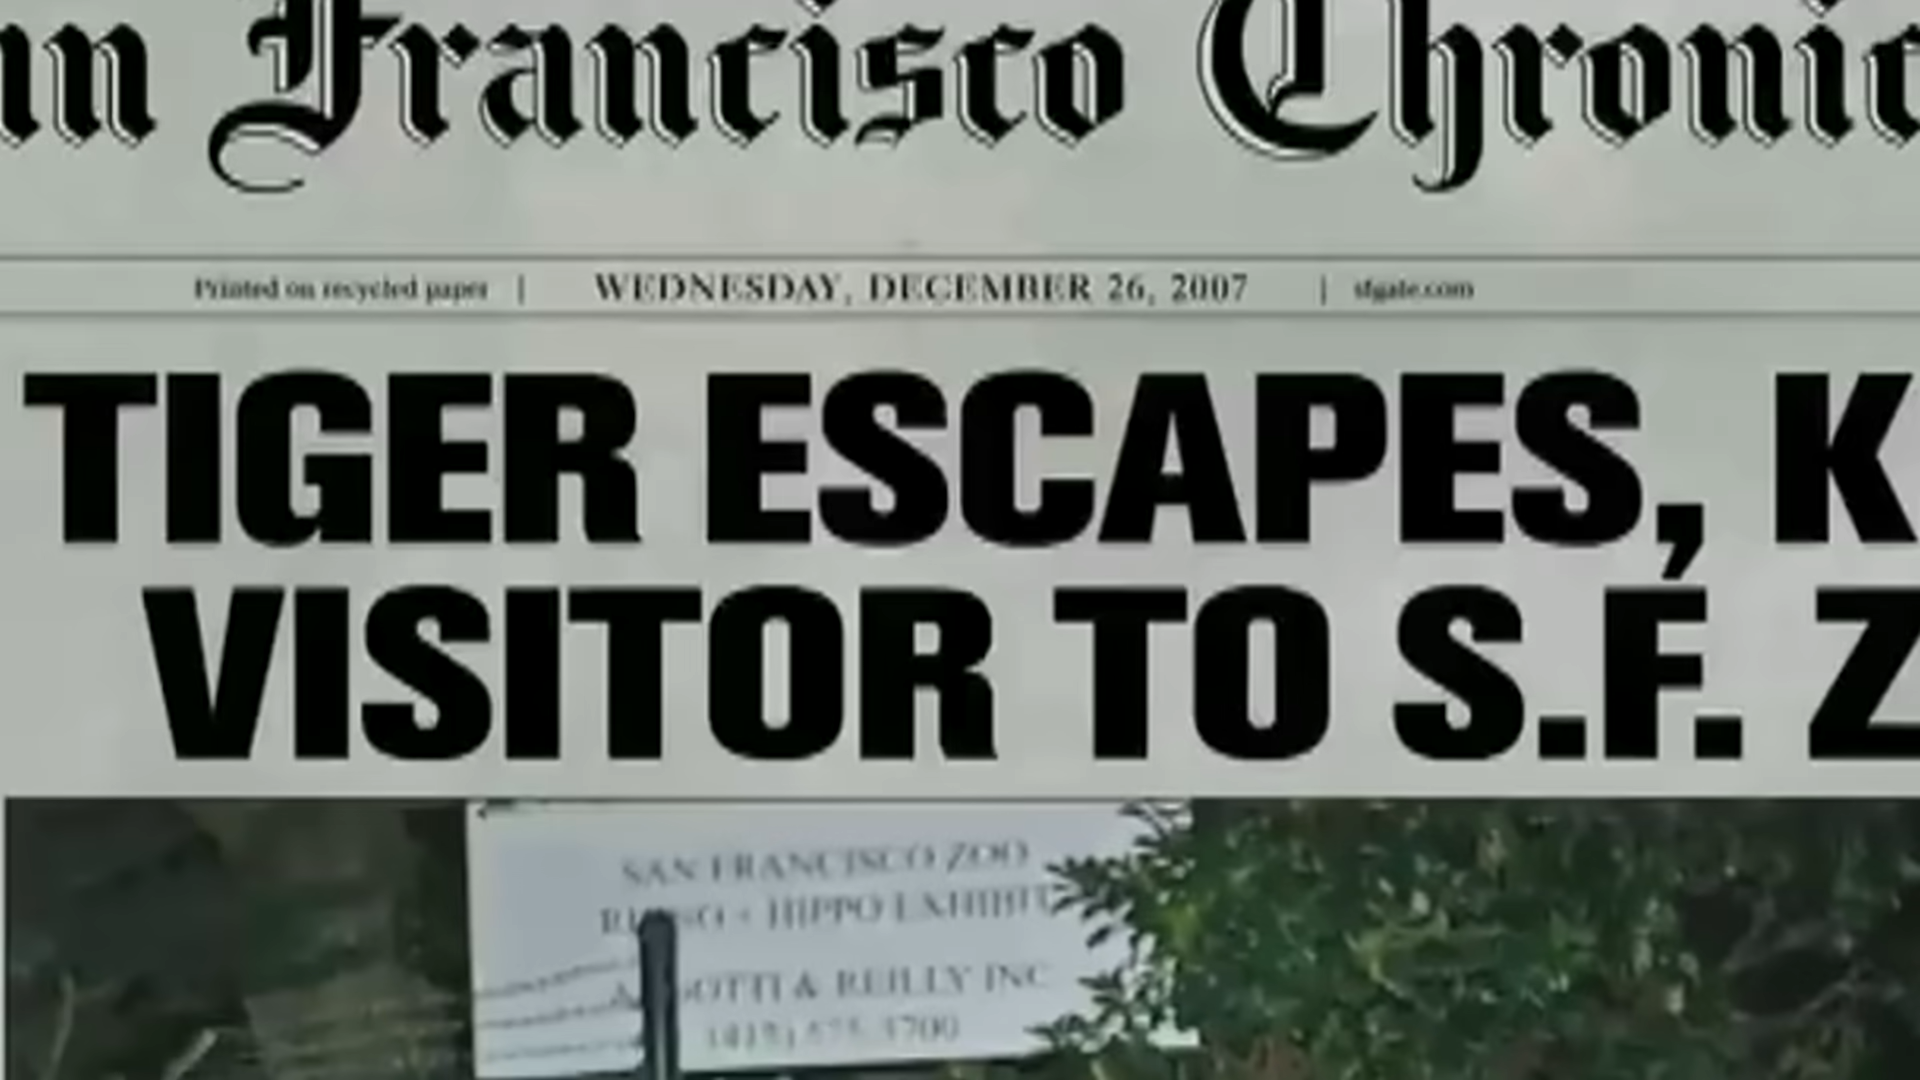 an Francisco Chronic
Printed on recycled paper | WEDNESDAY, DECEMBER 26, 2007 | sfgate.com
TIGER ESCAPES, K
VISITOR TO S.F. Z
SAN FRANCISCO ZOO
HIPPO EXHIBIT
& REILLY INC